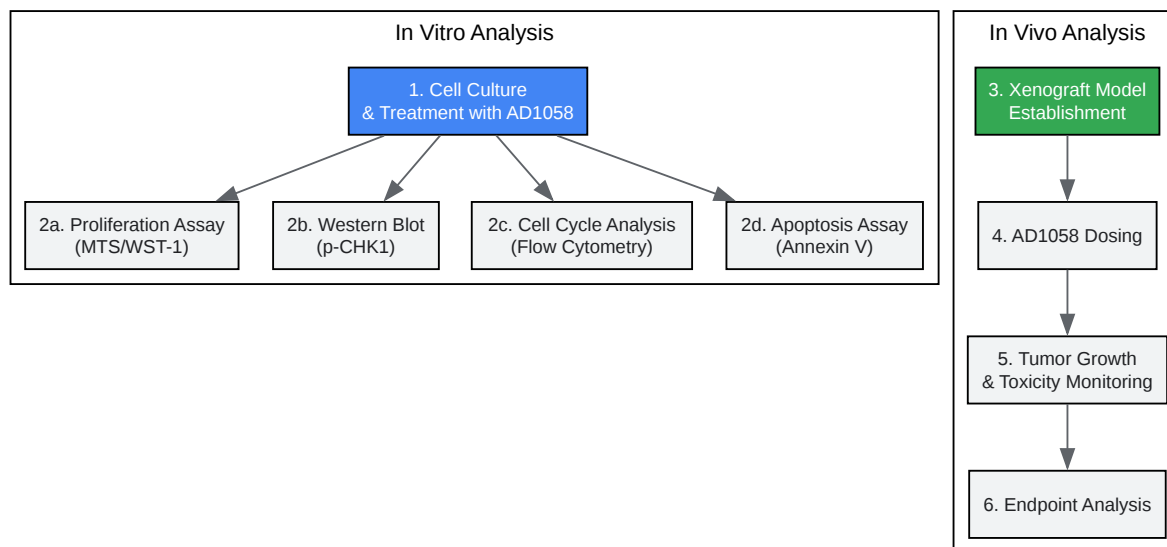 In Vitro Analysis
1. Cell Culture
& Treatment with AD1058
2a. Proliferation Assay
(MTS/WST-1)
2b. Western Blot
(p-CHK1)
2c. Cell Cycle Analysis
(Flow Cytometry)
2d. Apoptosis Assay
(Annexin V)
In Vivo Analysis
3. Xenograft Model
Establishment
4. AD1058 Dosing
5. Tumor Growth
& Toxicity Monitoring
6. Endpoint Analysis